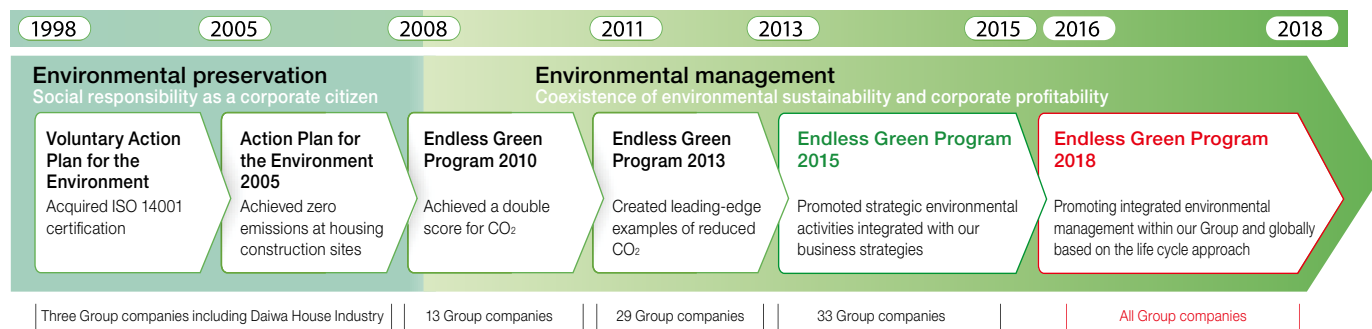 1998 2005 2008 2011 2013 2015 2016 2018
Environmental preservation
Social responsibility as a corporate citizen
Environmental management
Coexistence of environmental sustainability and corporate profitability
Voluntary Action
Plan for the
Environment
Acquired ISO 14001
certification
Action Plan for
the Environment
2005
Achieved zero
emissions at housing
construction sites
Endless Green
Program 2010
Achieved a double
score for CO₂
Endless Green
Program 2013
Created leading-edge
examples of reduced
CO₂
Endless Green Program
2015
Promoted strategic environmental
activities integrated with our
business strategies
Endless Green Program
2018
Promoting integrated environmental
management within our Group and globally
based on the life cycle approach
Three Group companies including Daiwa House Industry
13 Group companies
29 Group companies
33 Group companies
All Group companies